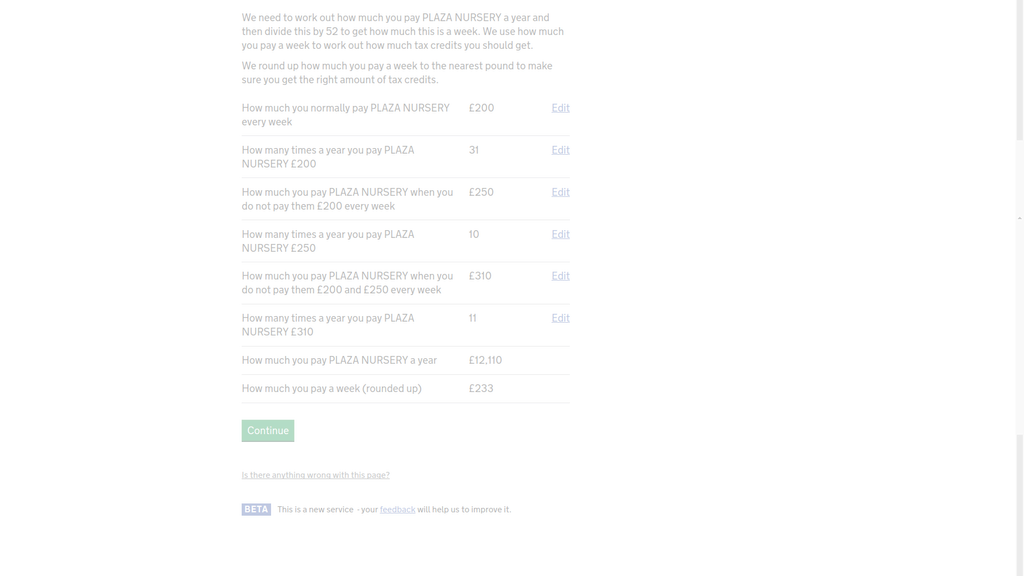 We need to work out how much you pay PLAZA NURSERY a year and
then divide this by 52 to get how much this is a week. We use how much
you pay a week to work out how much tax credits you should get.
We round up how much you pay a week to the nearest pound to make
sure you get the right amount of tax credits.
How much you normally pay PLAZA NURSERY £200 Edit
every week
How many times a year you pay PLAZA 31 Edit
NURSERY £200
How much you pay PLAZA NURSERY when you £250 Edit
do not pay them £200 every week
How many times a year you pay PLAZA 10 Edit
NURSERY £250
How much you pay PLAZA NURSERY when you £310 Edit
do not pay them £200 and £250 every week
How many times a year you pay PLAZA 11 Edit
NURSERY £310
How much you pay PLAZA NURSERY a year £12,110
How much you pay a week (rounded up) £233
Continue
Is there anything wrong with this page?
BETA This is a new service - your feedback will help us to improve it.